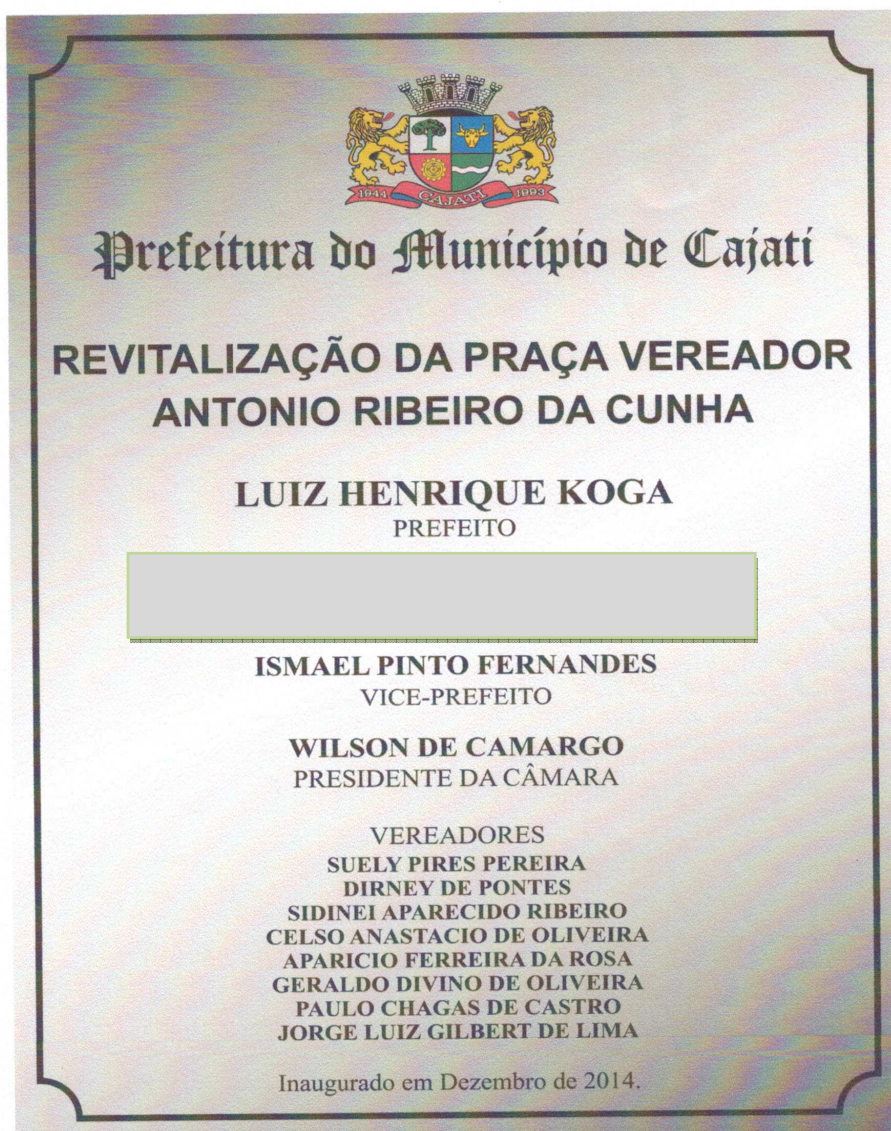 1944 CAJATI 1993
Prefeitura do Município de Cajati
REVITALIZAÇÃO DA PRAÇA VEREADOR
ANTONIO RIBEIRO DA CUNHA
LUIZ HENRIQUE KOGA
PREFEITO
ISMAEL PINTO FERNANDES
VICE-PREFEITO
WILSON DE CAMARGO
PRESIDENTE DA CÂMARA
VEREADORES
SUELY PIRES PEREIRA
DIRNEY DE PONTES
SIDINEI APARECIDO RIBEIRO
CELSO ANASTACIO DE OLIVEIRA
APARICIO FERREIRA DA ROSA
GERALDO DIVINO DE OLIVEIRA
PAULO CHAGAS DE CASTRO
JORGE LUIZ GILBERT DE LIMA
Inaugurado em Dezembro de 2014.